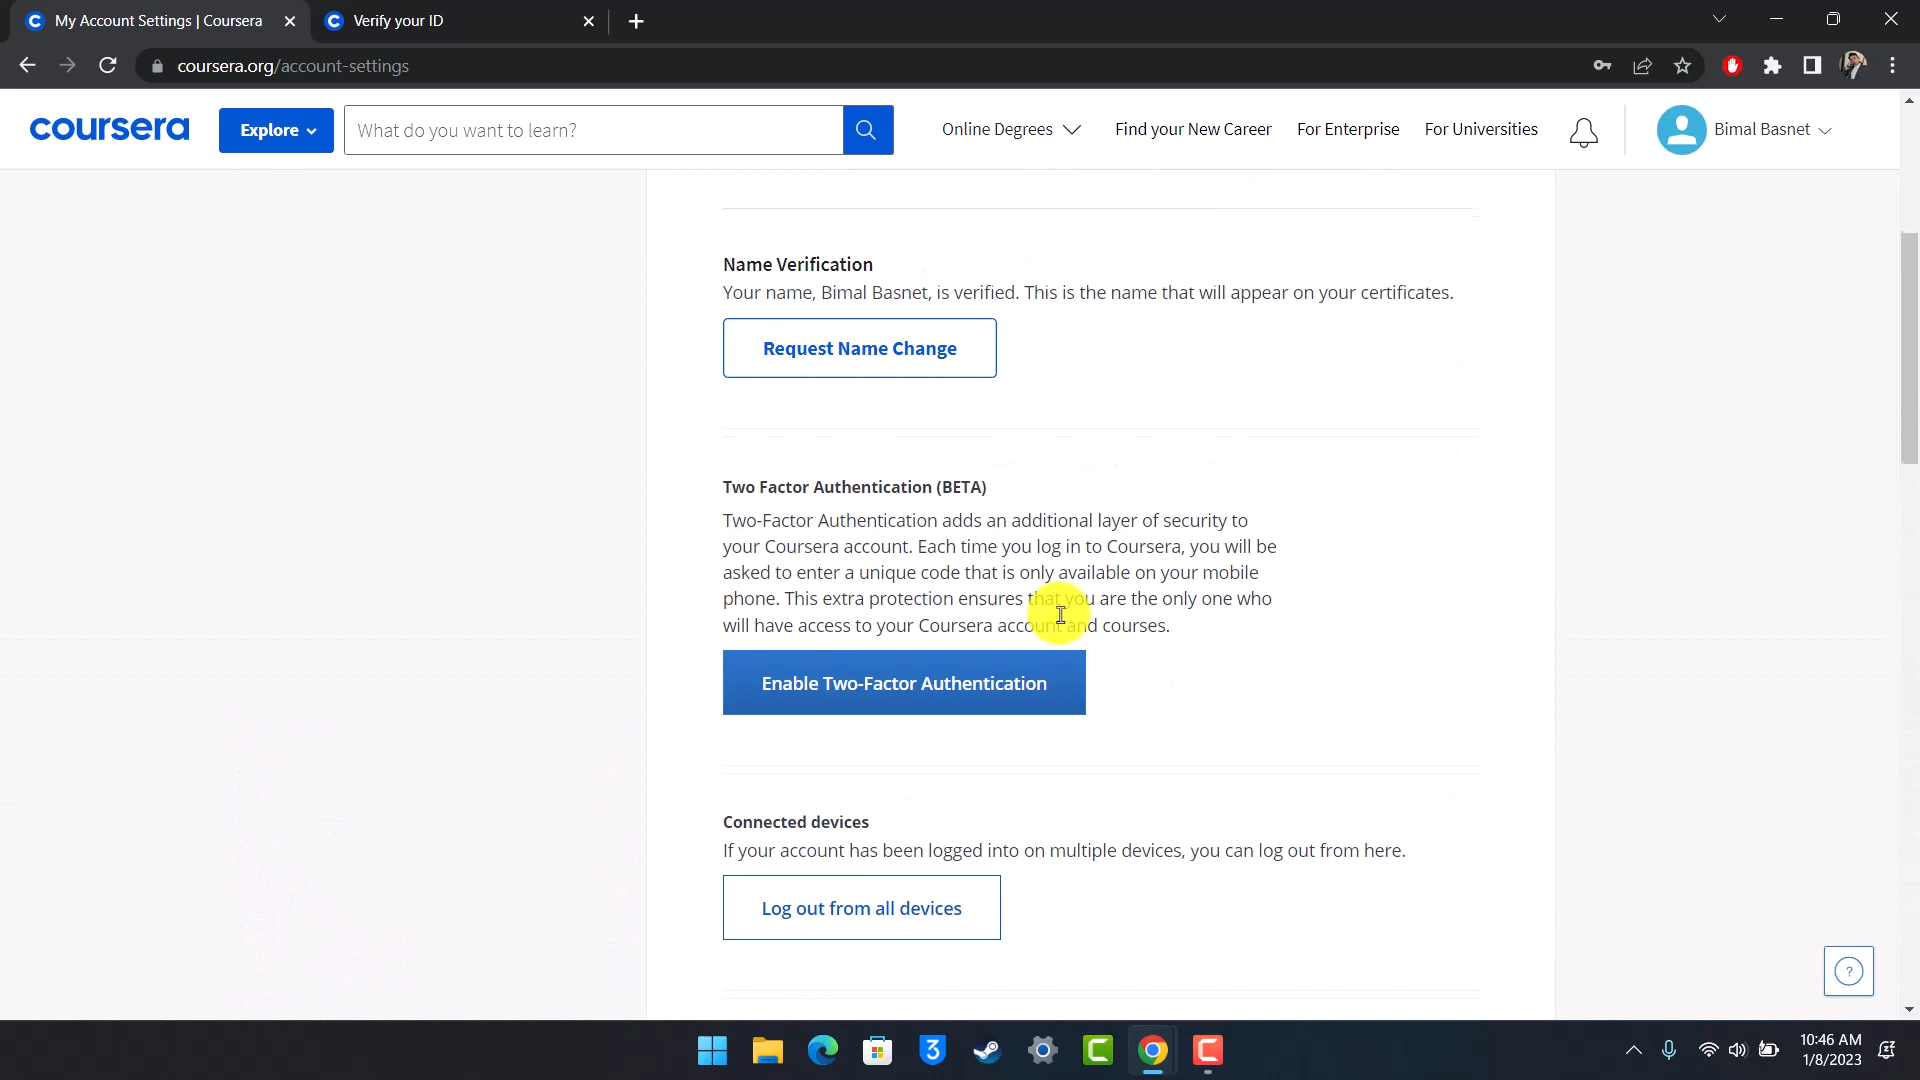 My Account Settings | Coursera
Verify your ID
coursera.org/account-settings
coursera
Explore
What do you want to learn?
Online Degrees
Find your New Career
For Enterprise
For Universities
Bimal Basnet
Name Verification
Your name, Bimal Basnet, is verified. This is the name that will appear on your certificates.
Request Name Change
Two Factor Authentication (BETA)
Two-Factor Authentication adds an additional layer of security to
your Coursera account. Each time you log in to Coursera, you will be
asked to enter a unique code that is only available on your mobile
phone. This extra protection ensures that you are the only one who
will have access to your Coursera account and courses.
Enable Two-Factor Authentication
Connected devices
If your account has been logged into on multiple devices, you can log out from here.
Log out from all devices
?
10:46 AM
1/8/2023